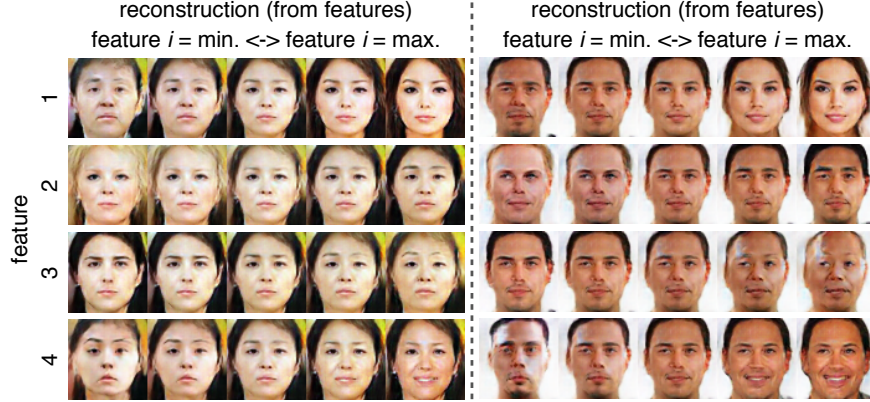 reconstruction (from features)
feature i = min. <-> feature i = max.
reconstruction (from features)
feature i = min. <-> feature i = max.
feature
1
2
3
4